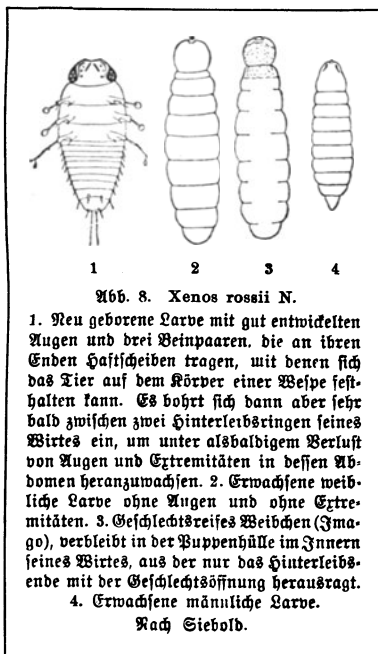 1 2 3 4
Abb. 8. Xenos rossii N.
1. Neu geborene Larve mit gut entwickelten
Augen und drei Beinpaaren, die an ihren
Enden Haftscheiben tragen, mit denen sich
das Tier auf dem Körper einer Wespe fest-
halten kann. Es bohrt sich dann aber sehr
bald zwischen zwei Hinterleibsringen seines
Wirtes ein, um unter alsbaldigem Verlust
von Augen und Extremitäten in dessen Ab-
domen heranzuwachsen. 2. Erwachsene weib-
liche Larve ohne Augen und ohne Extre-
mitäten. 3. Geschlechtsreifes Weibchen (Ima-
go), verbleibt in der Puppenhülle im Innern
seines Wirtes, aus der nur das Hinterleibs-
ende mit der Geschlechtsöffnung herausragt.
4. Erwachsene männliche Larve.
Nach Siebold.